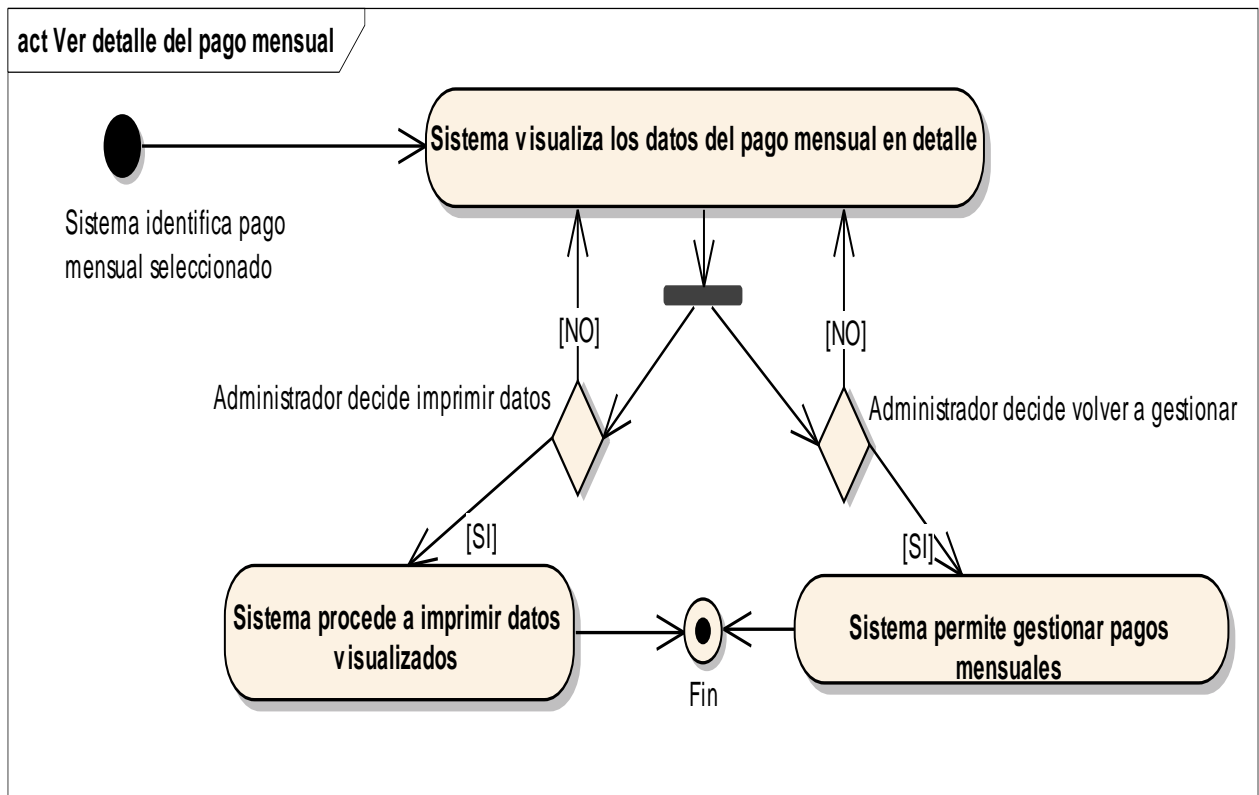 act Ver detalle del pago mensual
Sistema visualiza los datos del pago mensual en detalle
Sistema identifica pago
mensual seleccionado
[NO]
[NO]
Administrador decide imprimir datos
Administrador decide volver a gestionar
[SI]
[SI]
Sistema procede a imprimir datos
visualizados
Sistema permite gestionar pagos
mensuales
Fin